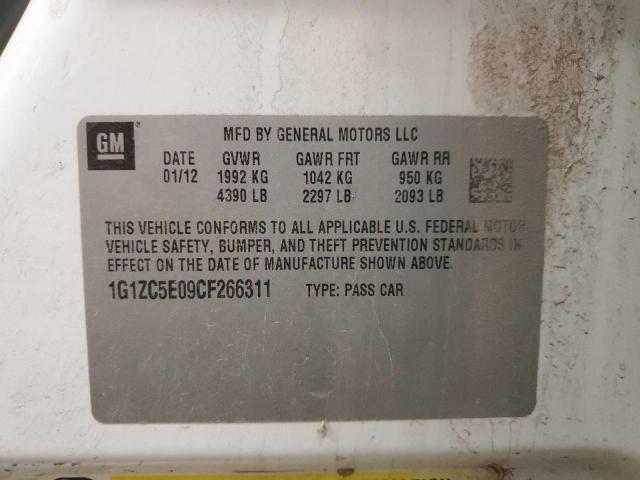 GM
MFD BY GENERAL MOTORS LLC
DATE GVWR GAWR FRT GAWR RR
01/12 1992 KG 1042 KG 950 KG
4390 LB 2297 LB 2093 LB
THIS VEHICLE CONFORMS TO ALL APPLICABLE U.S. FEDERAL MOTOR
VEHICLE SAFETY, BUMPER, AND THEFT PREVENTION STANDARDS IN
EFFECT ON THE DATE OF MANUFACTURE SHOWN ABOVE.
1G1ZC5E09CF266311 TYPE: PASS CAR